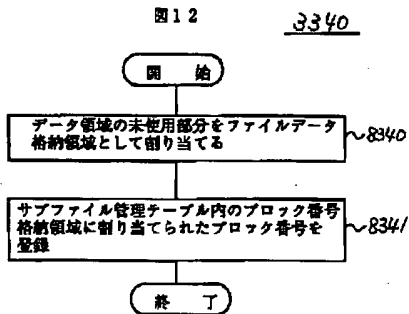 図12
3340
開 始
データ領域の未使用部分をファイルデータ
格納領域として割り当てる
8340
サブファイル管理テーブル内のブロック番号
格納領域に割り当てられたブロック番号を
登録
8341
終 了